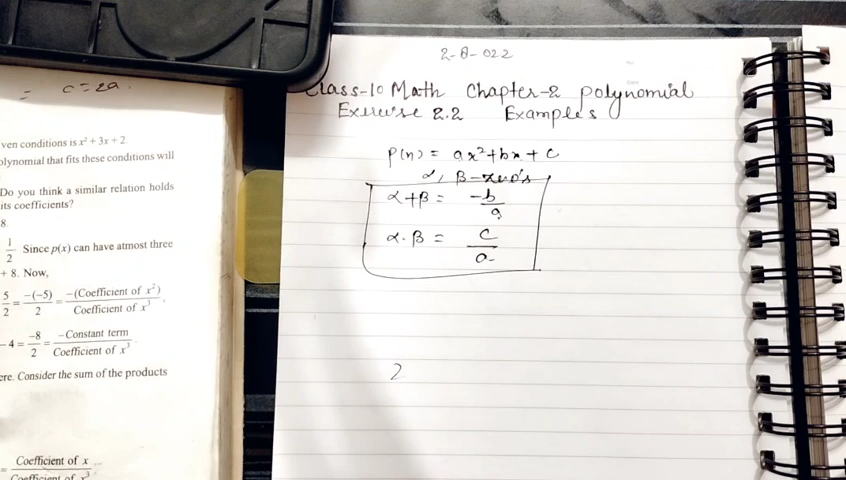 = c = 2a.
ven conditions is x² + 3x + 2
olynomial that fits these conditions will
Do you think a similar relation holds
its coefficients?
8.
1/2 Since p(x) can have atmost three
+ 8. Now,
5/2 = -(-5)/2 = -(Coefficient of x²)/Coefficient of x³,
-4 = -8/2 = -Constant term/Coefficient of x³
ere. Consider the sum of the products
= Coefficient of x/Coefficient of x³
2-8-022
Class-10 Math Chapter-2 polynomial
Exercise 2.2 Examples
P(n) = ax² + bx + c
α, β - zero's
α + β = -b/a
α . β = c/a
2